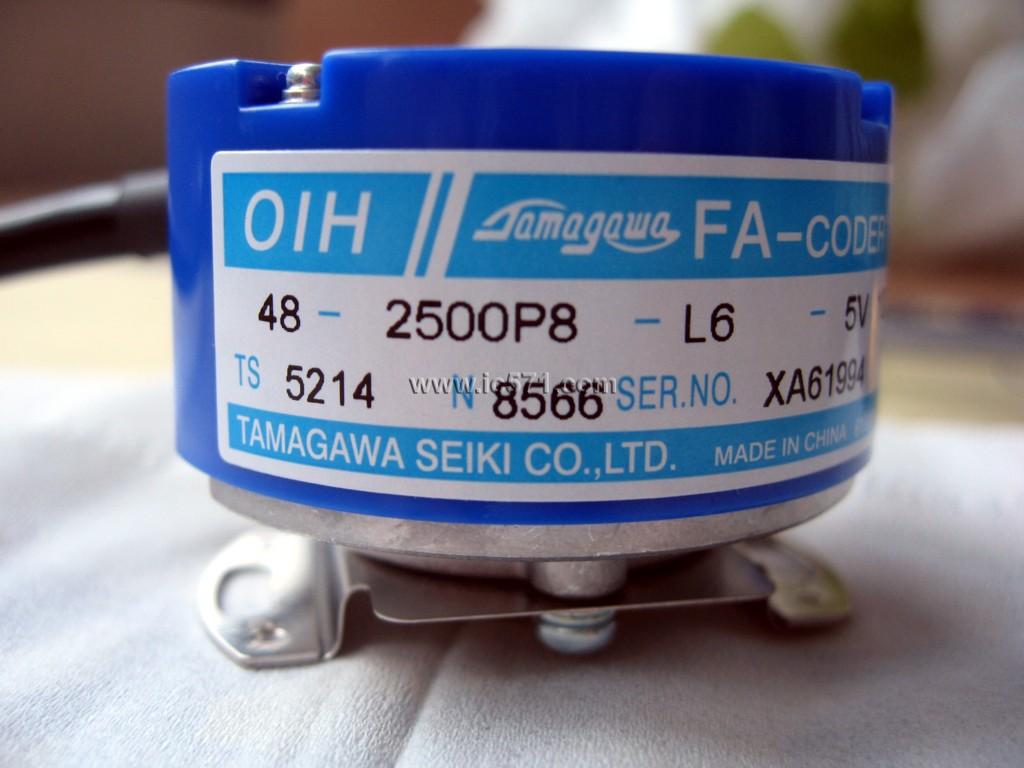 OIH Tamagawa FA-CODER
48 - 2500P8 - L6 - 5V
TS 5214 N 8566 SER.NO. XA61994
www.ic571.com
TAMAGAWA SEIKI CO.,LTD. MADE IN CHINA